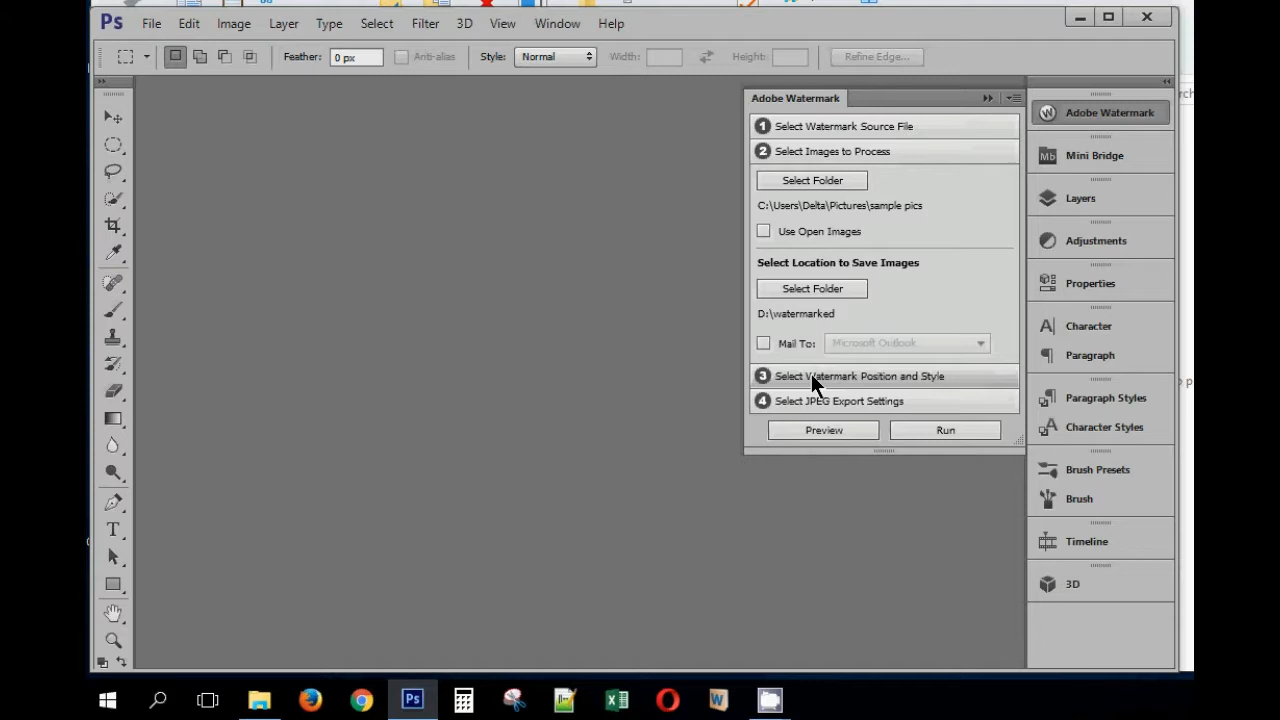 Ps File Edit Image Layer Type Select Filter 3D View Window Help
Feather: 0 px Anti-alias Style: Normal Width: Height: Refine Edge...
Adobe Watermark
1 Select Watermark Source File
2 Select Images to Process
Select Folder
C:\Users\Delta\Pictures\sample pics
Use Open Images
Select Location to Save Images
Select Folder
D:\watermarked
Mail To: Microsoft Outlook
3 Select Watermark Position and Style
4 Select JPEG Export Settings
Preview Run
Adobe Watermark
Mb Mini Bridge
Layers
Adjustments
Properties
Character
Paragraph
Paragraph Styles
Character Styles
Brush Presets
Brush
Timeline
3D
T
Ps